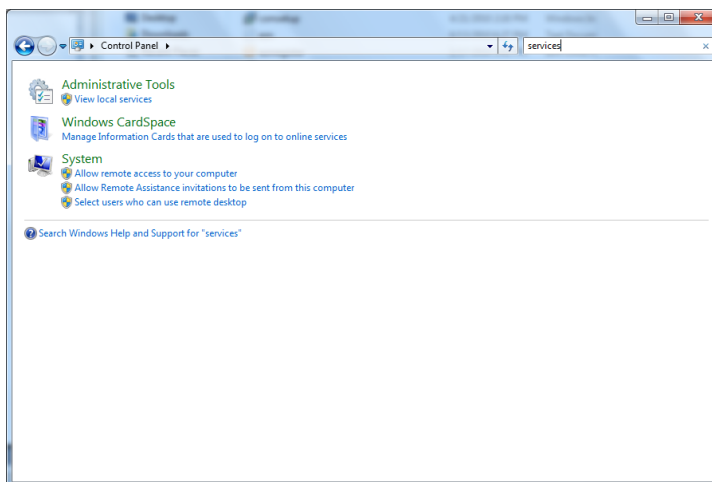 Desktop
Control Panel
services
Administrative Tools
View local services
Windows CardSpace
Manage Information Cards that are used to log on to online services
System
Allow remote access to your computer
Allow Remote Assistance invitations to be sent from this computer
Select users who can use remote desktop
Search Windows Help and Support for "services"